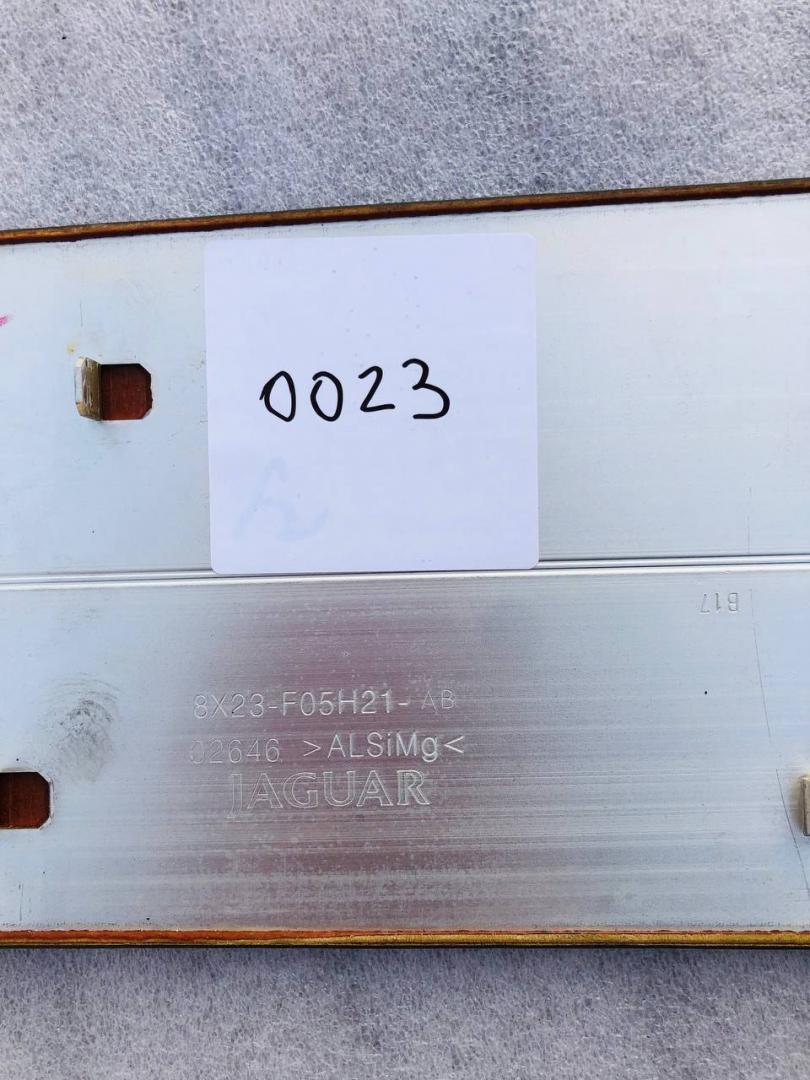 0023
B17
8X23-F05H21-AB
02646 >ALSiMg<
JAGUAR